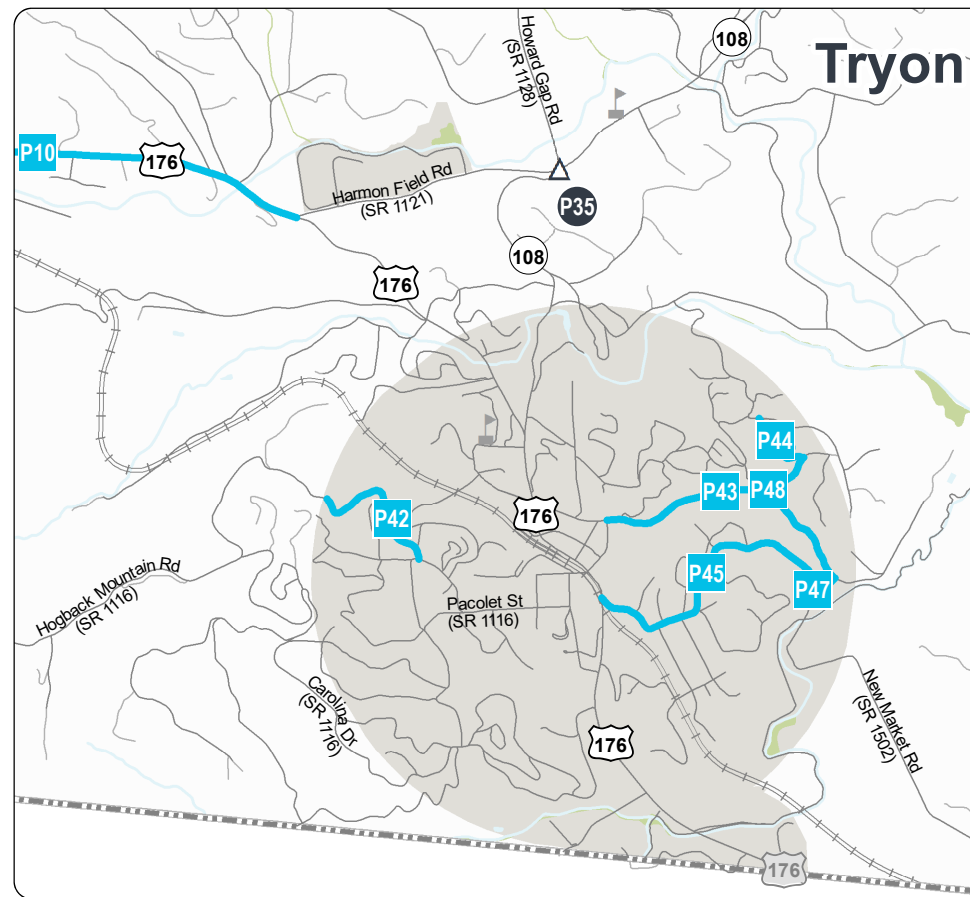 Tryon
108
Howard Gap Rd
(SR 1128)
P10
176
Harmon Field Rd
(SR 1121)
P35
108
176
P44
P43
P48
176
P42
P45
P47
Hogback Mountain Rd
(SR 1116)
Pacolet St
(SR 1116)
Carolina Dr
(SR 1116)
New Market Rd
(SR 1502)
176
176